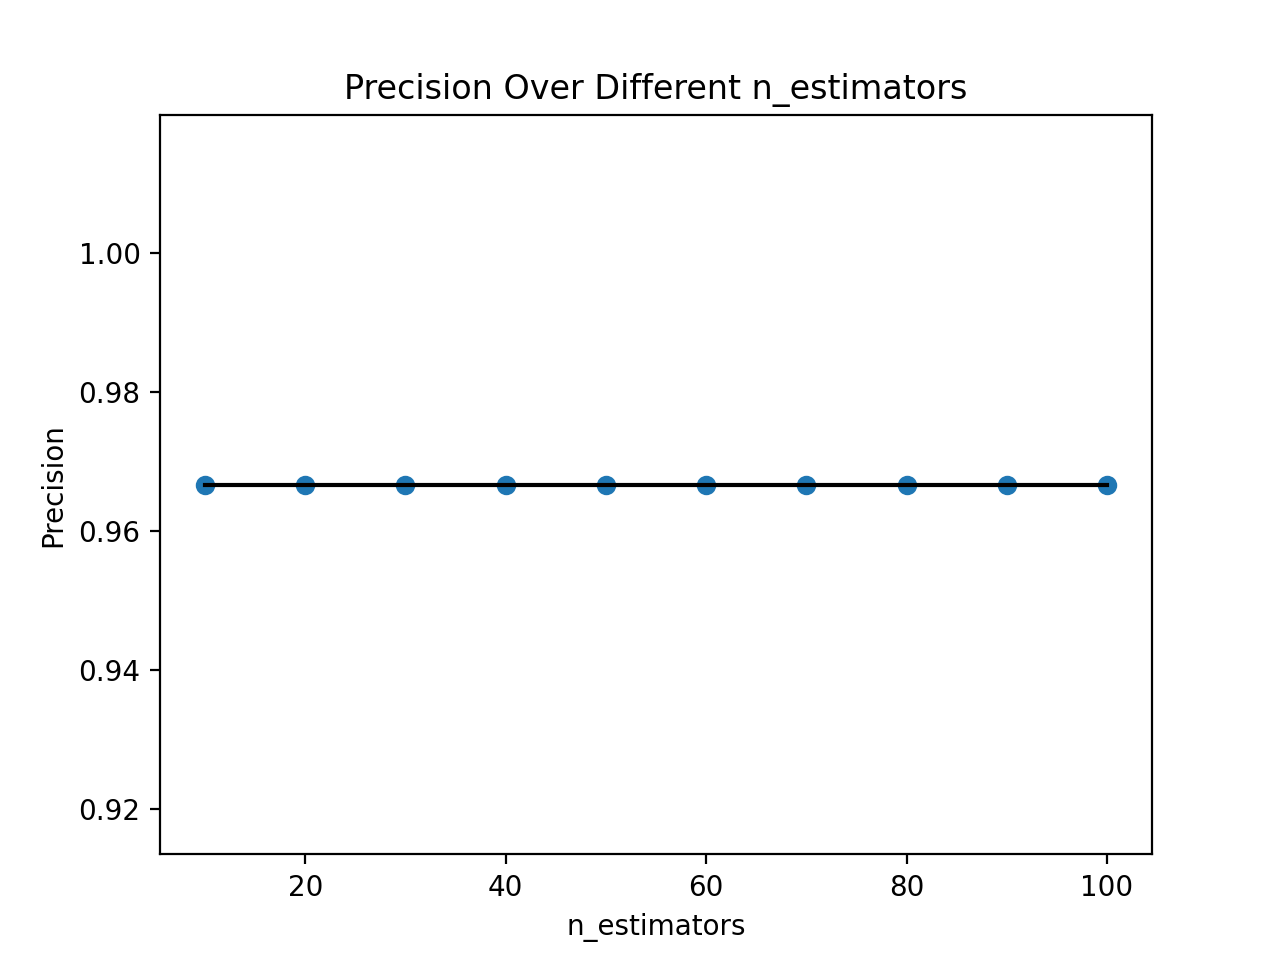 Precision Over Different n_estimators
1.00
0.98
0.96
0.94
0.92
Precision
20 40 60 80 100
n_estimators